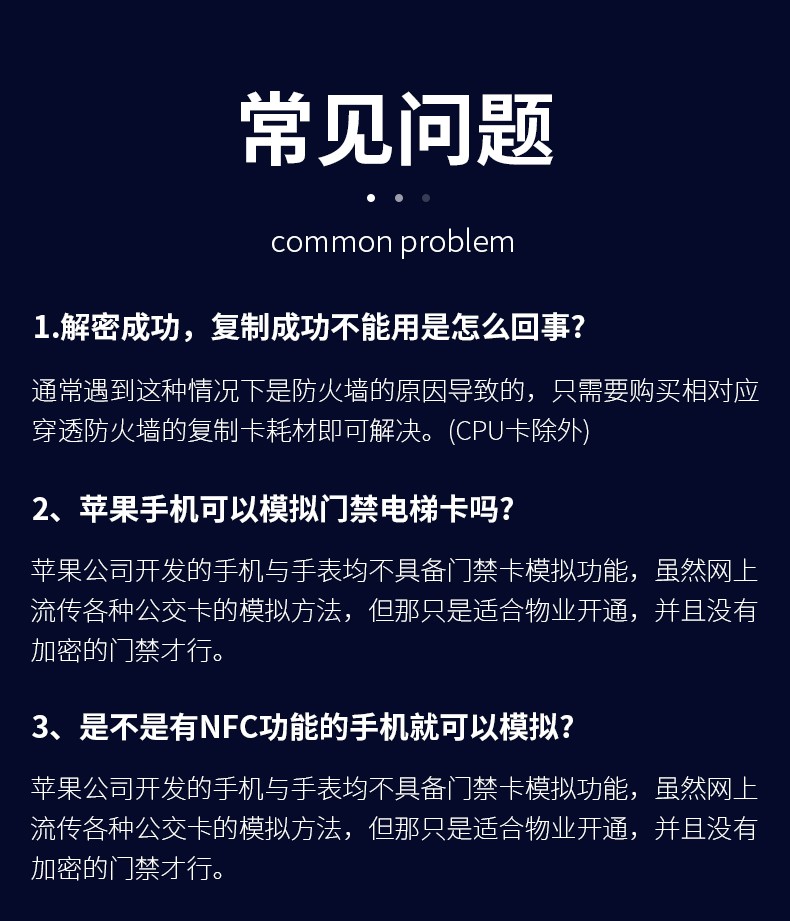 常见问题
common problem
1.解密成功，复制成功不能用是怎么回事?
通常遇到这种情况下是防火墙的原因导致的，只需要购买相对应
穿透防火墙的复制卡耗材即可解决。(CPU卡除外)
2、苹果手机可以模拟门禁电梯卡吗?
苹果公司开发的手机与手表均不具备门禁卡模拟功能，虽然网上
流传各种公交卡的模拟方法，但那只是适合物业开通，并且没有
加密的门禁才行。
3、是不是有NFC功能的手机就可以模拟?
苹果公司开发的手机与手表均不具备门禁卡模拟功能，虽然网上
流传各种公交卡的模拟方法，但那只是适合物业开通，并且没有
加密的门禁才行。